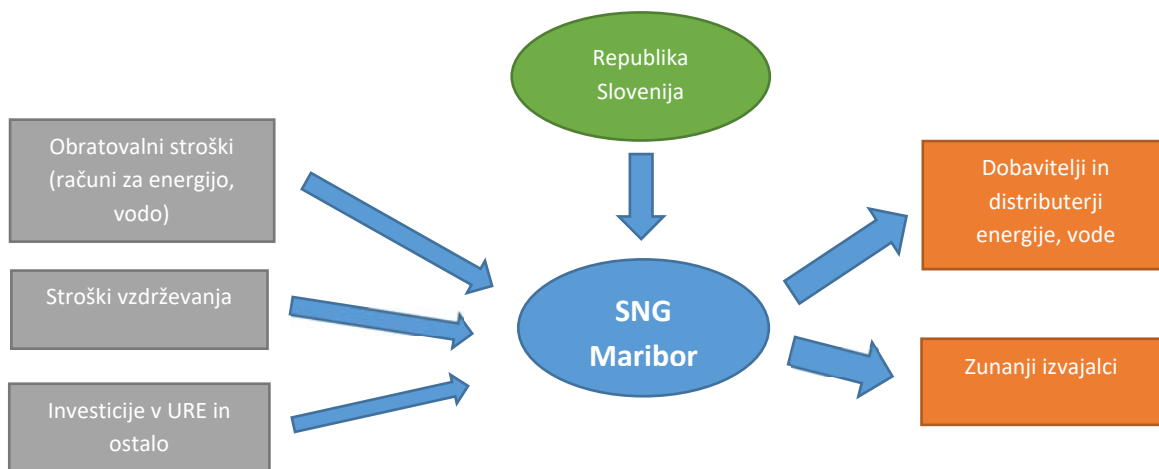 Republika
Slovenija
Obratovalni stroški
(računi za energijo,
vodo)
Stroški vzdrževanja
Investicije v URE in
ostalo
SNG
Maribor
Dobavitelji in
distributerji
energije, vode
Zunanji izvajalci